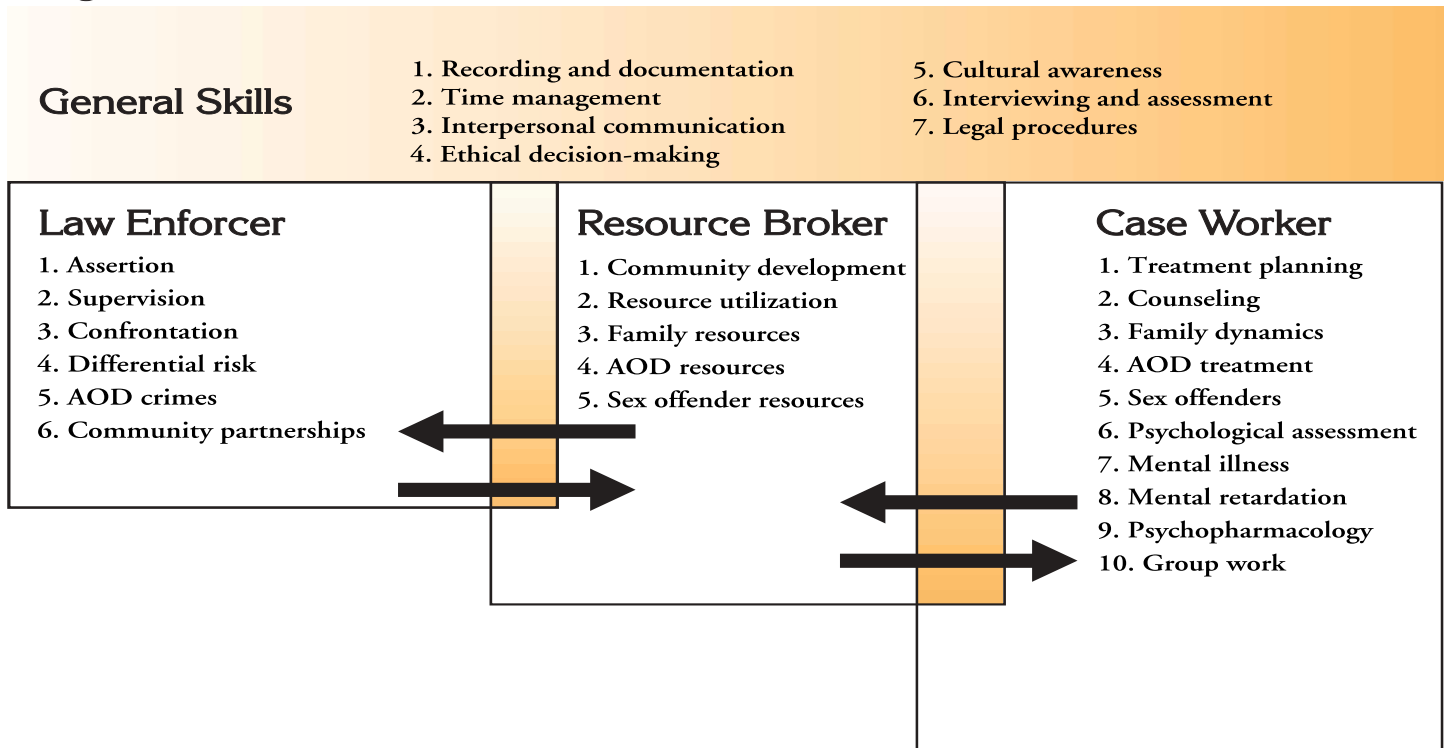 General Skills
1. Recording and documentation
2. Time management
3. Interpersonal communication
4. Ethical decision-making
5. Cultural awareness
6. Interviewing and assessment
7. Legal procedures
Law Enforcer
1. Assertion
2. Supervision
3. Confrontation
4. Differential risk
5. AOD crimes
6. Community partnerships
Resource Broker
1. Community development
2. Resource utilization
3. Family resources
4. AOD resources
5. Sex offender resources
Case Worker
1. Treatment planning
2. Counseling
3. Family dynamics
4. AOD treatment
5. Sex offenders
6. Psychological assessment
7. Mental illness
8. Mental retardation
9. Psychopharmacology
10. Group work